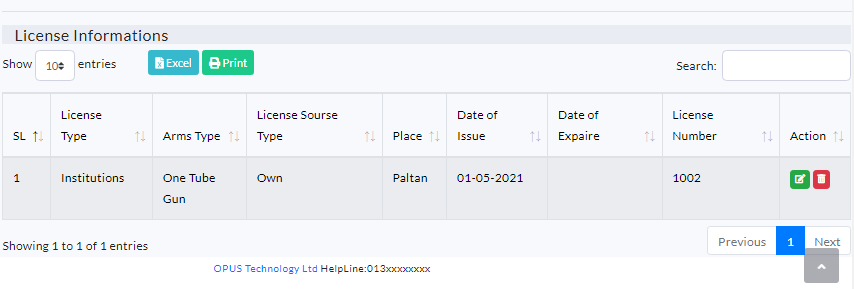 License Informations
Show 10 entries Excel Print Search:
SL License Type Arms Type License Sourse Type Place Date of Issue Date of Expaire License Number Action
1 Institutions One Tube Gun Own Paltan 01-05-2021 1002
Showing 1 to 1 of 1 entries Previous 1 Next
OPUS Technology Ltd HelpLine:013xxxxxxxx